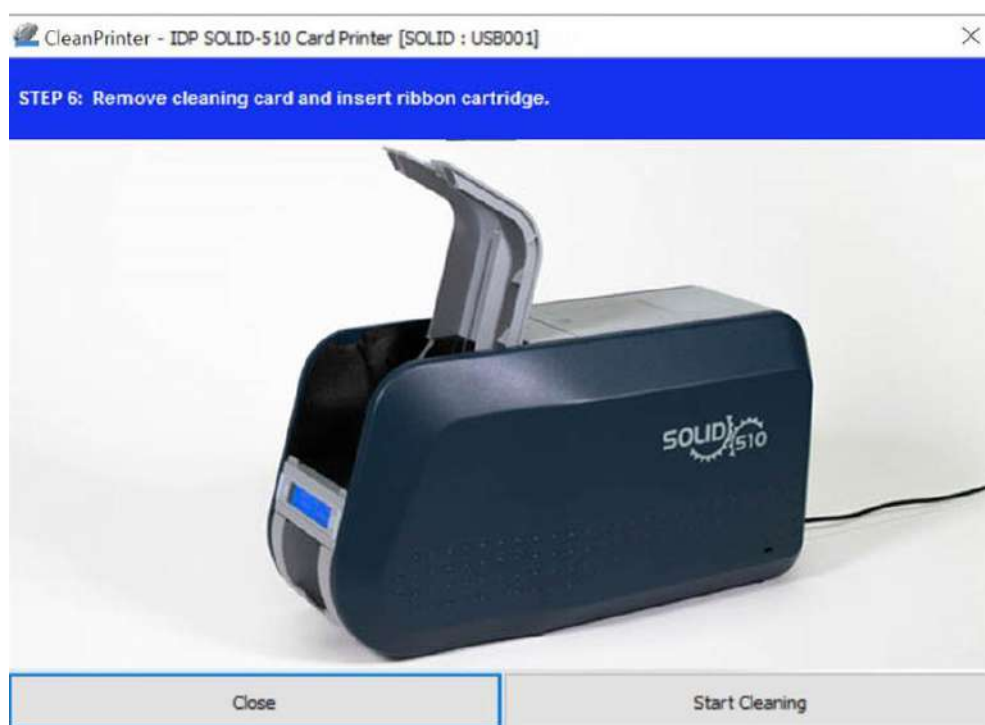 CleanPrinter - IDP SOLID-510 Card Printer [SOLID : USB001]
STEP 6: Remove cleaning card and insert ribbon cartridge.
SOLID 510
Close
Start Cleaning